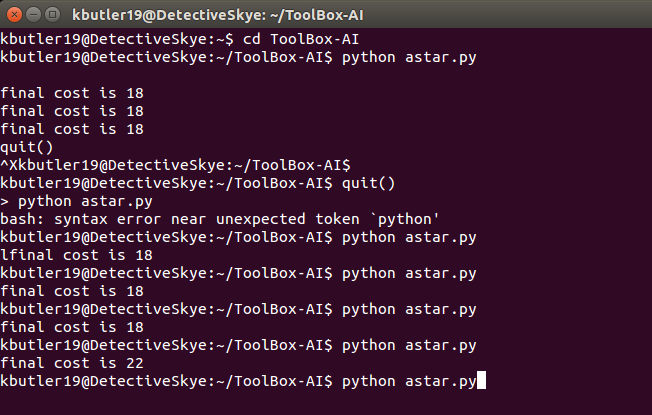 kbutler19@DetectiveSkye: ~/ToolBox-AI
kbutler19@DetectiveSkye:~$ cd ToolBox-AI
kbutler19@DetectiveSkye:~/ToolBox-AI$ python astar.py
final cost is 18
final cost is 18
final cost is 18
quit()
^Xkbutler19@DetectiveSkye:~/ToolBox-AI$
kbutler19@DetectiveSkye:~/ToolBox-AI$ quit()
> python astar.py
bash: syntax error near unexpected token `python'
kbutler19@DetectiveSkye:~/ToolBox-AI$ python astar.py
lfinal cost is 18
kbutler19@DetectiveSkye:~/ToolBox-AI$ python astar.py
final cost is 18
kbutler19@DetectiveSkye:~/ToolBox-AI$ python astar.py
final cost is 18
kbutler19@DetectiveSkye:~/ToolBox-AI$ python astar.py
final cost is 22
kbutler19@DetectiveSkye:~/ToolBox-AI$ python astar.py